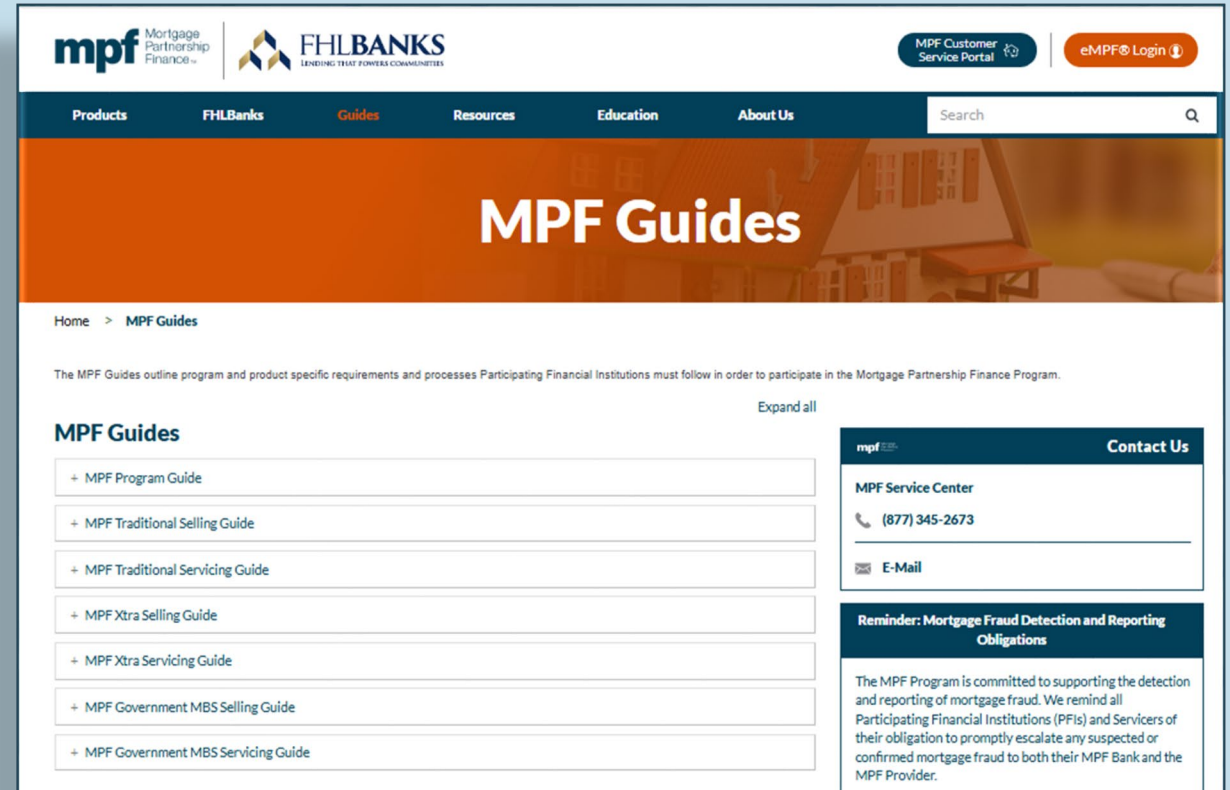 mpf Mortgage
Partnership
Finance
FHLBANKS
LENDING THAT POWERS COMMUNITIES
MPF Customer
Service Portal
eMPF® Login
Products FHLBanks Guides Resources Education About Us Search
MPF Guides
Home > MPF Guides
The MPF Guides outline program and product specific requirements and processes Participating Financial Institutions must follow in order to participate in the Mortgage Partnership Finance Program.
Expand all
MPF Guides
+ MPF Program Guide
+ MPF Traditional Selling Guide
+ MPF Traditional Servicing Guide
+ MPF Xtra Selling Guide
+ MPF Xtra Servicing Guide
+ MPF Government MBS Selling Guide
+ MPF Government MBS Servicing Guide
mpf
Contact Us
MPF Service Center
(877) 345-2673
E-Mail
Reminder: Mortgage Fraud Detection and Reporting
Obligations
The MPF Program is committed to supporting the detection
and reporting of mortgage fraud. We remind all
Participating Financial Institutions (PFIs) and Servicers of
their obligation to promptly escalate any suspected or
confirmed mortgage fraud to both their MPF Bank and the
MPF Provider.